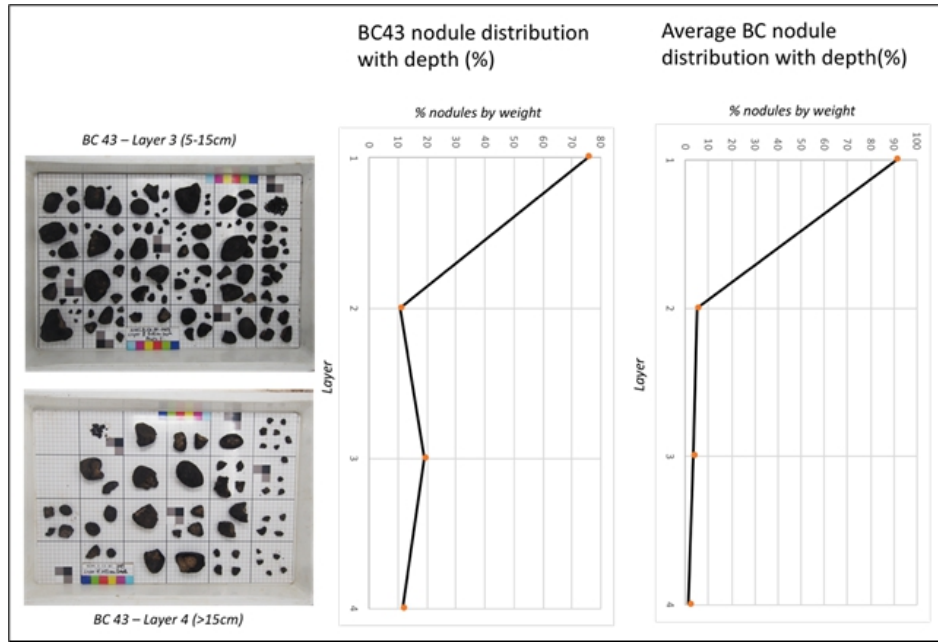 BC43 nodule distribution
with depth (%)
Average BC nodule
distribution with depth(%)
% nodules by weight
% nodules by weight
BC 43 – Layer 3 (5-15cm)
0 10 20 30 40 50 60 70 80
0 10 20 30 40 50 60 70 80 90 100
1
2
3
4
Layer
1
2
3
4
Layer
BC 43 – Layer 4 (>15cm)